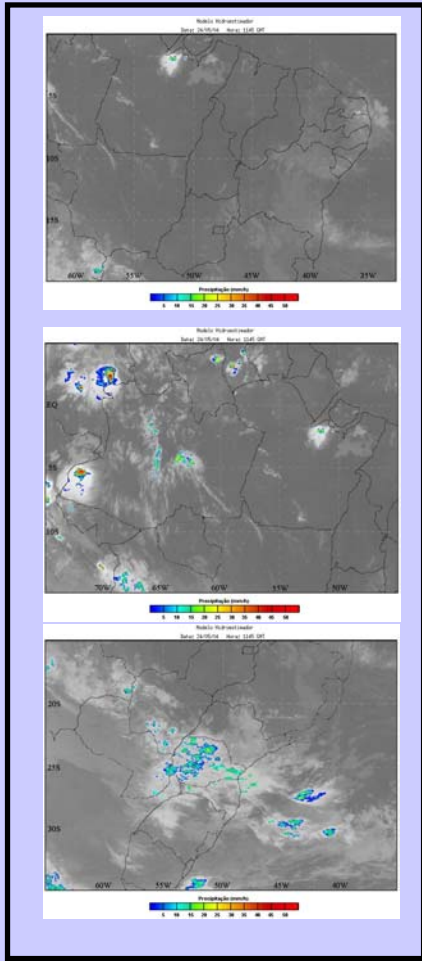 Modelo Hidroestimador
Data: 24/05/04 Hora: 1145 GMT
5S
10S
15S
60W 55W 50W 45W 40W 35W
Precipitação (mm/h)
5 10 15 20 25 30 35 40 45 50
Modelo Hidroestimador
Data: 24/05/04 Hora: 1145 GMT
EQ
5S
10S
70W 65W 60W 55W 50W
Precipitação (mm/h)
5 10 15 20 25 30 35 40 45 50
Modelo Hidroestimador
Data: 24/05/04 Hora: 1145 GMT
20S
25S
30S
60W 55W 50W 45W 40W
Precipitação (mm/h)
5 10 15 20 25 30 35 40 45 50